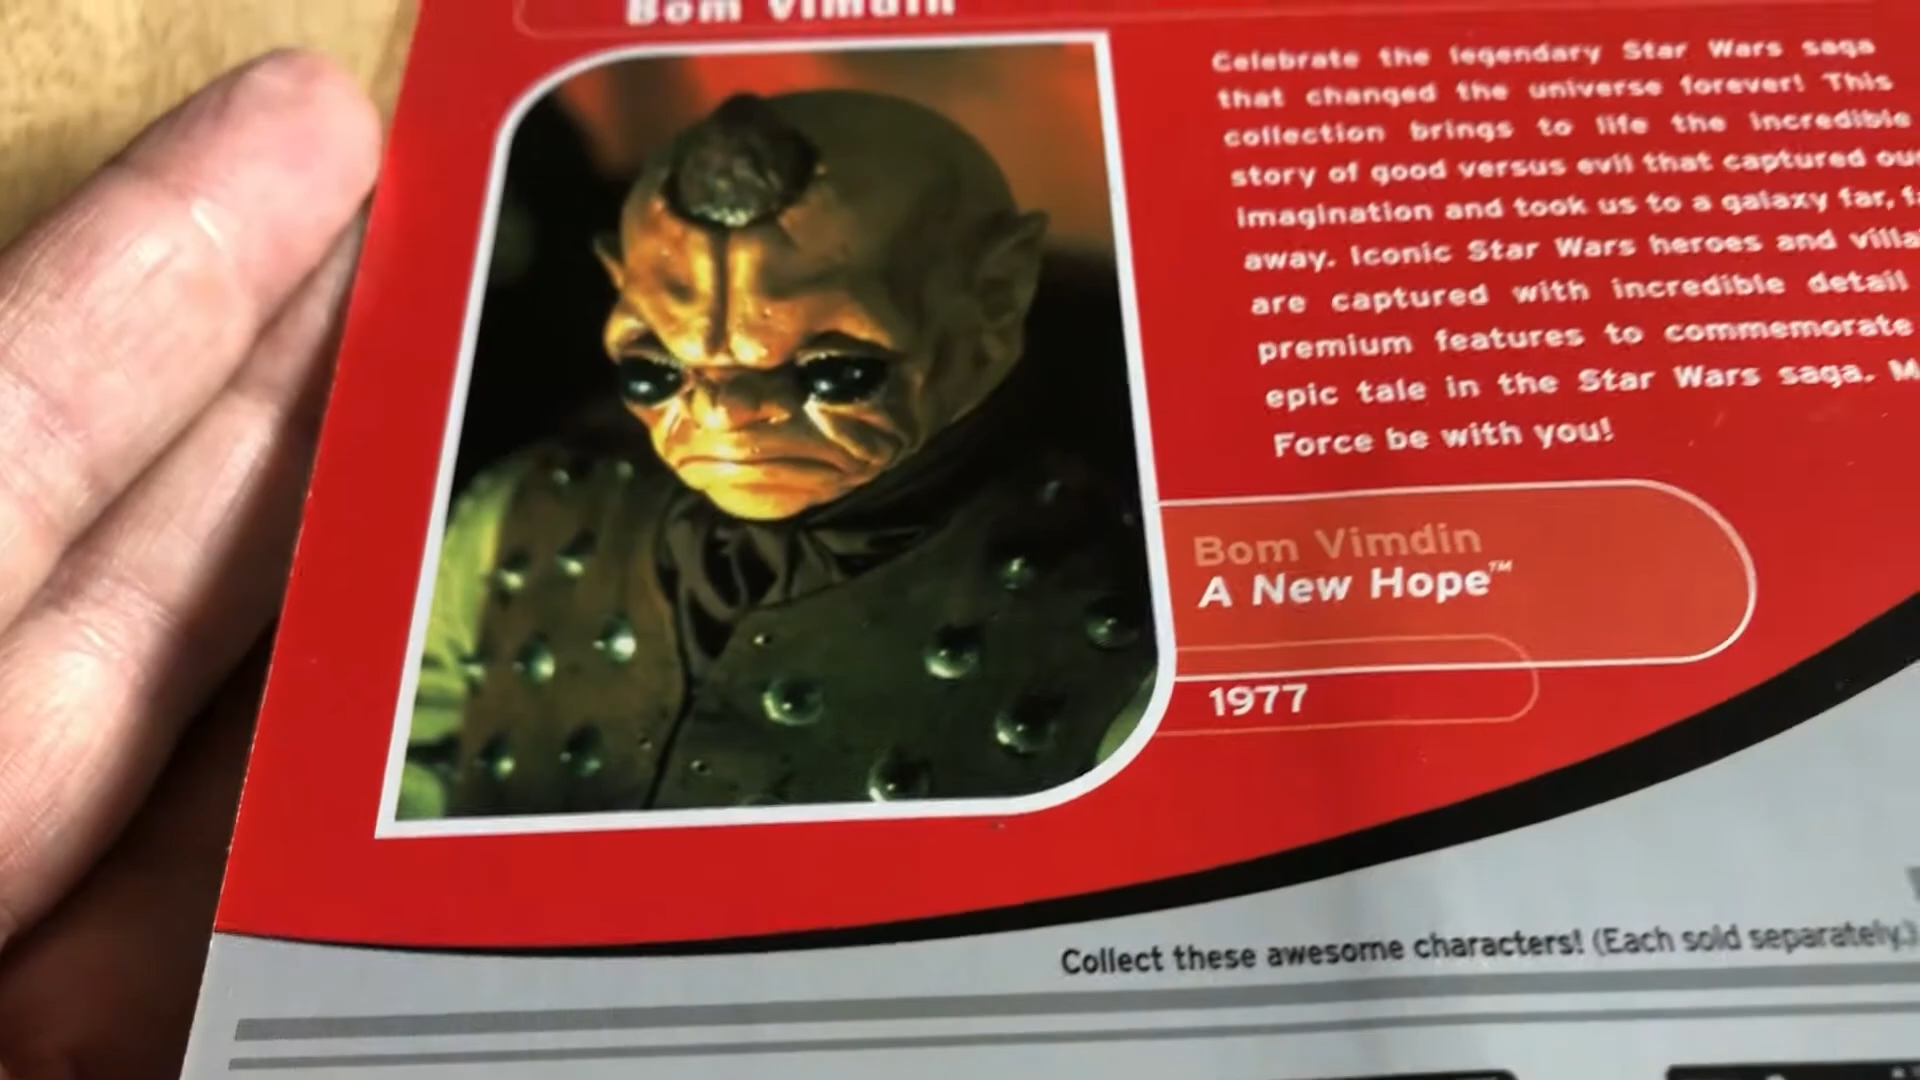 Bom Vimdin
Celebrate the legendary Star Wars saga
that changed the universe forever! This
collection brings to life the incredible
story of good versus evil that captured
imagination and took us to a galaxy far,
away. Iconic Star Wars heroes and
are captured with incredible detail
premium features to commemorate
epic tale in the Star Wars saga.
Force be with you!
Bom Vimdin
A New Hope™
1977
Collect these awesome characters! (Each sold separately.)